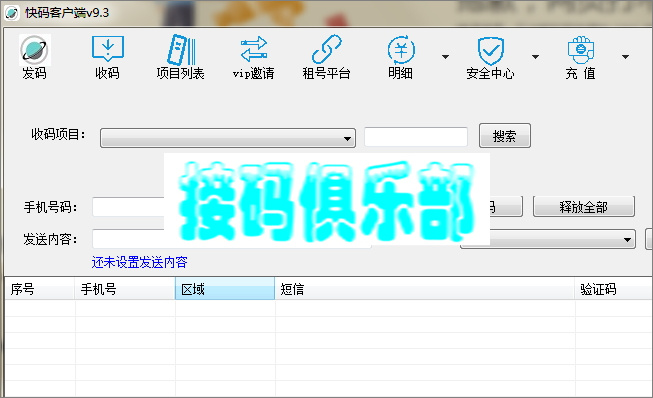 快码客户端v9.3
发码 收码 项目列表 vip邀请 租号平台 明细 安全中心 充 值
收码项目： 搜索
接码俱乐部
手机号码： 码 释放全部
发送内容：
还未设置发送内容
序号 手机号 区域 短信 验证码